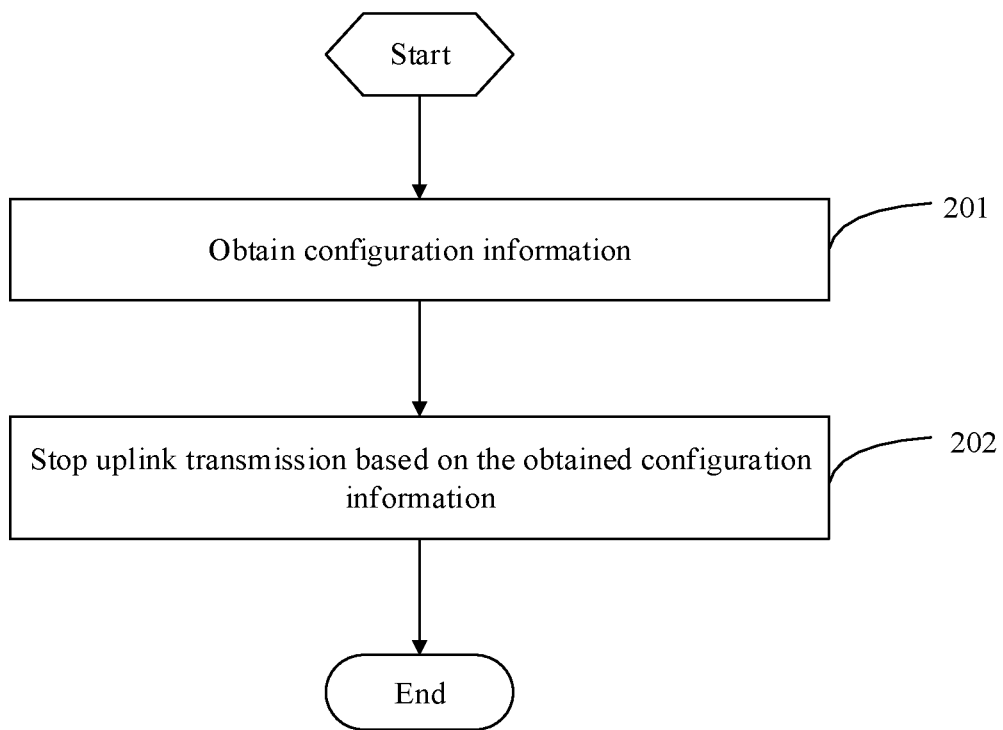 Start
201
Obtain configuration information
202
Stop uplink transmission based on the obtained configuration
information
End